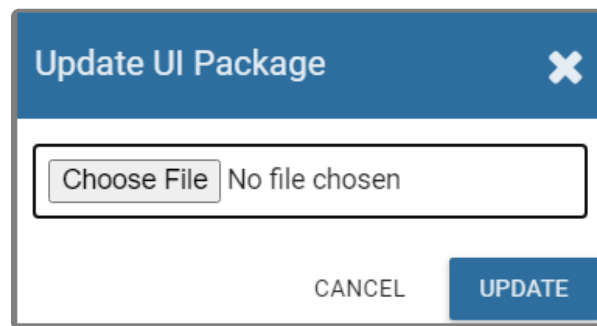 Update UI Package
Choose File No file chosen
CANCEL UPDATE